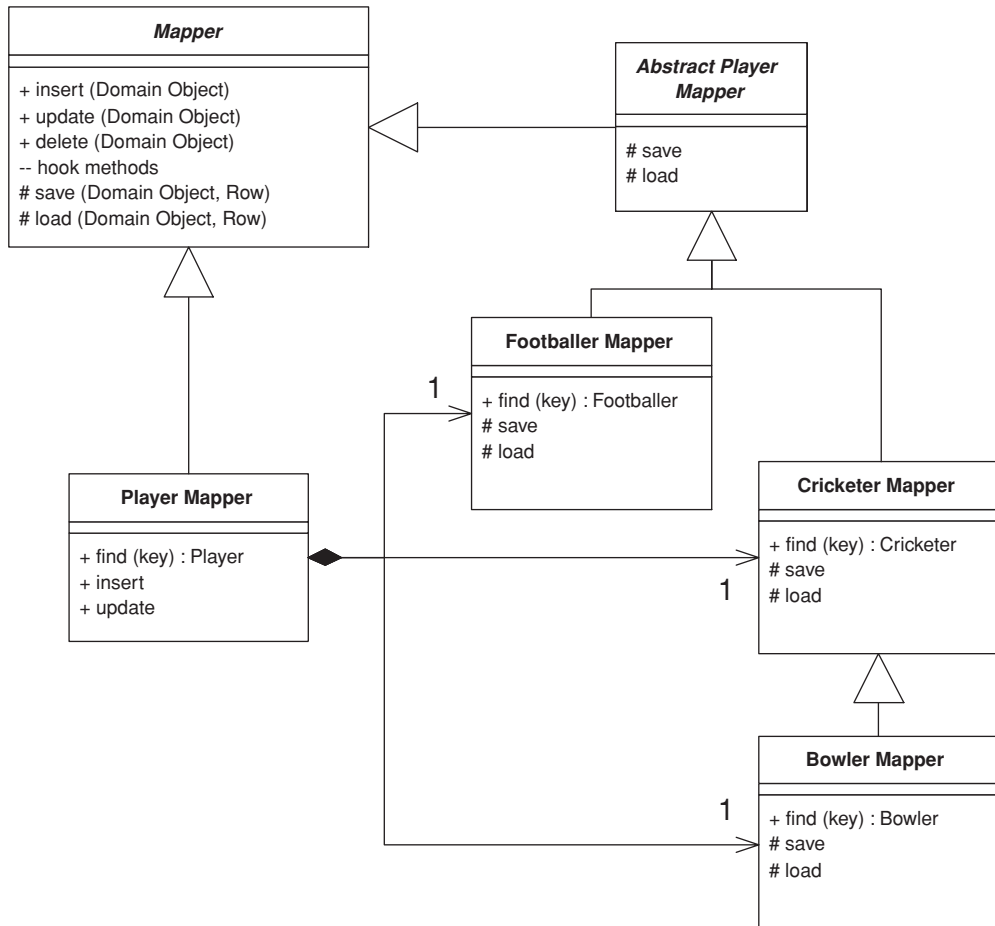 Mapper
+ insert (Domain Object)
+ update (Domain Object)
+ delete (Domain Object)
-- hook methods
# save (Domain Object, Row)
# load (Domain Object, Row)
Abstract Player
Mapper
# save
# load
Footballer Mapper
+ find (key) : Footballer
# save
# load
1
Player Mapper
+ find (key) : Player
+ insert
+ update
Cricketer Mapper
+ find (key) : Cricketer
# save
# load
1
Bowler Mapper
+ find (key) : Bowler
# save
# load
1